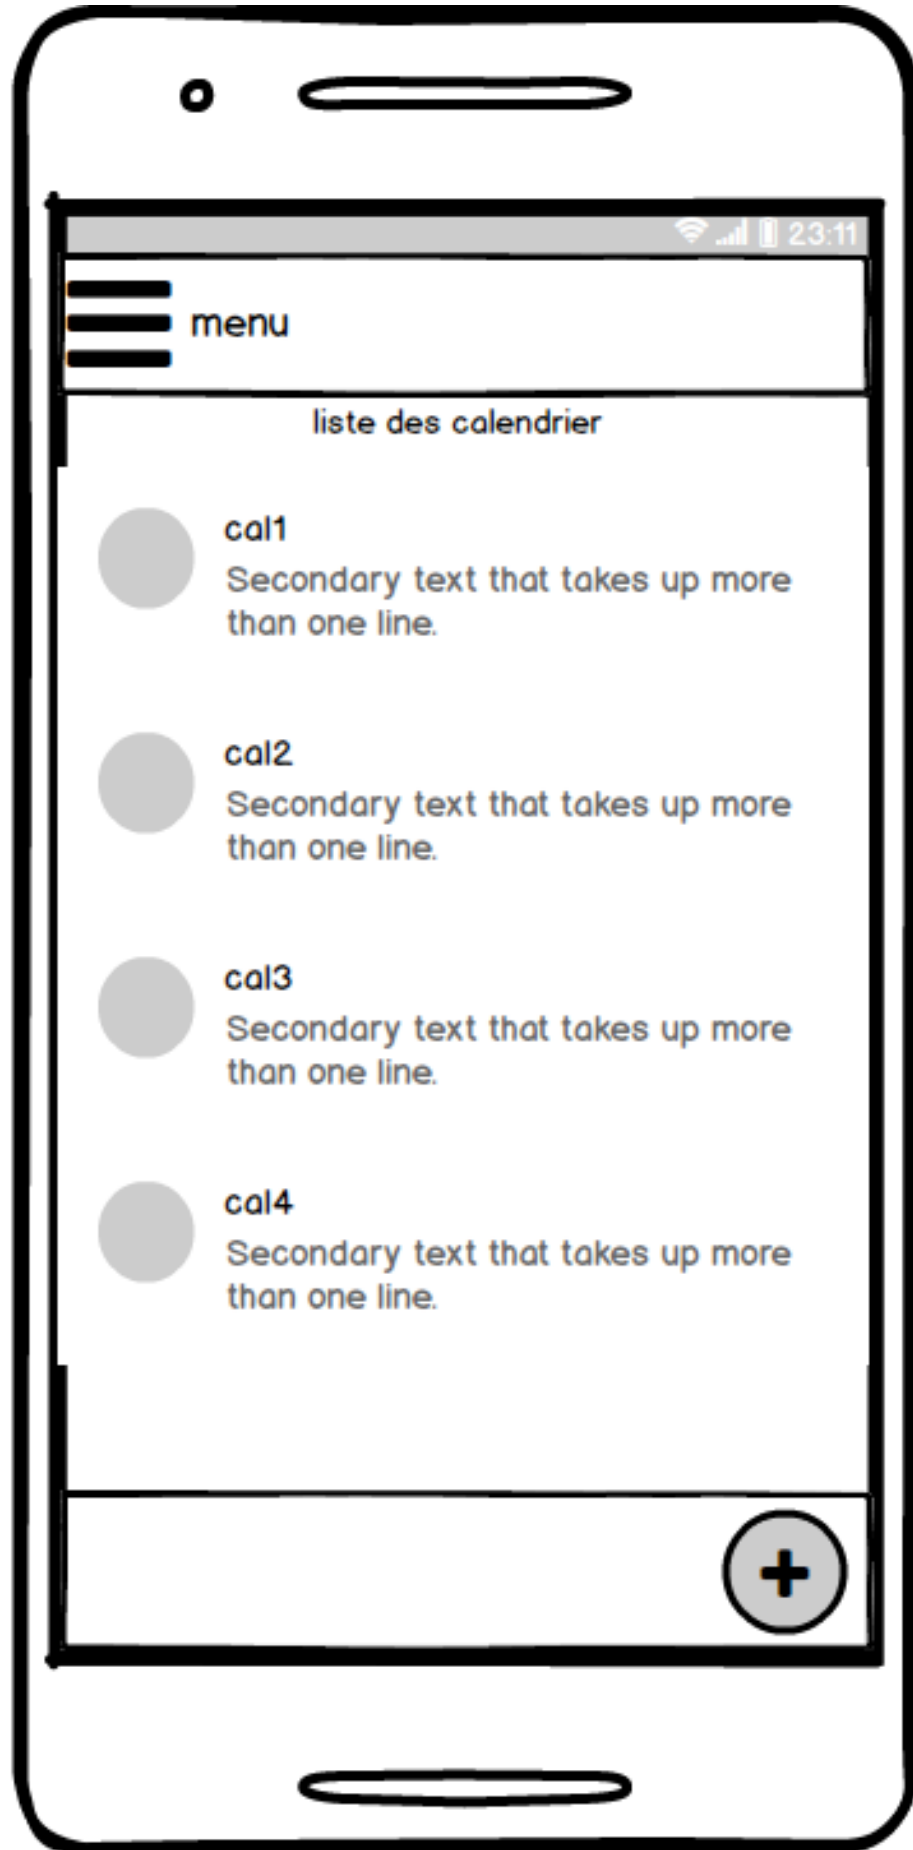 23:11
menu
liste des calendrier
cal1
Secondary text that takes up more
than one line.
cal2
Secondary text that takes up more
than one line.
cal3
Secondary text that takes up more
than one line.
cal4
Secondary text that takes up more
than one line.
+